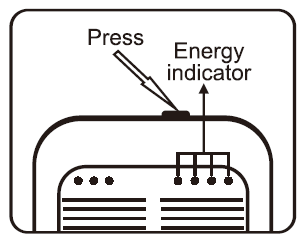 Press
Energy
indicator